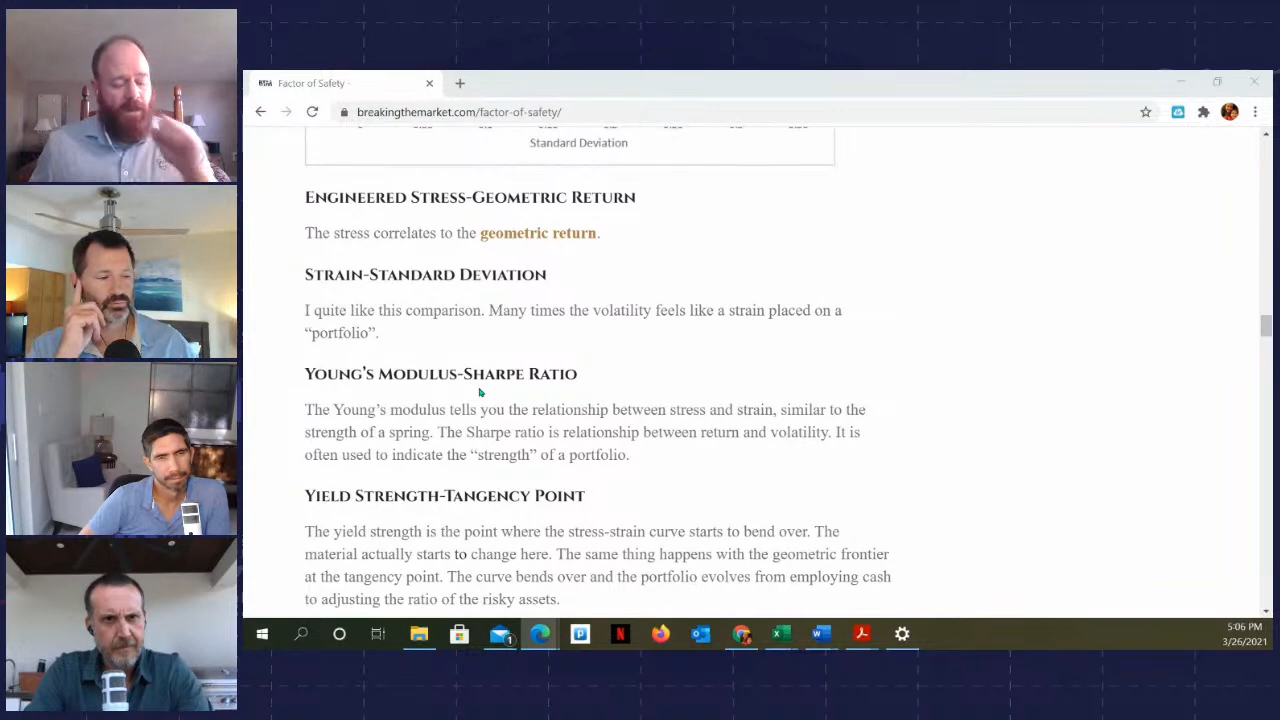 Factor of Safety -
breakingthemarket.com/factor-of-safety/
Standard Deviation
Engineered Stress-Geometric Return
The stress correlates to the geometric return.
Strain-Standard Deviation
I quite like this comparison. Many times the volatility feels like a strain placed on a
“portfolio”.
Young’s Modulus-Sharpe Ratio
The Young’s modulus tells you the relationship between stress and strain, similar to the
strength of a spring. The Sharpe ratio is relationship between return and volatility. It is
often used to indicate the “strength” of a portfolio.
Yield Strength-Tangency Point
The yield strength is the point where the stress-strain curve starts to bend over. The
material actually starts to change here. The same thing happens with the geometric frontier
at the tangency point. The curve bends over and the portfolio evolves from employing cash
to adjusting the ratio of the risky assets.
1
5:06 PM
3/26/2021